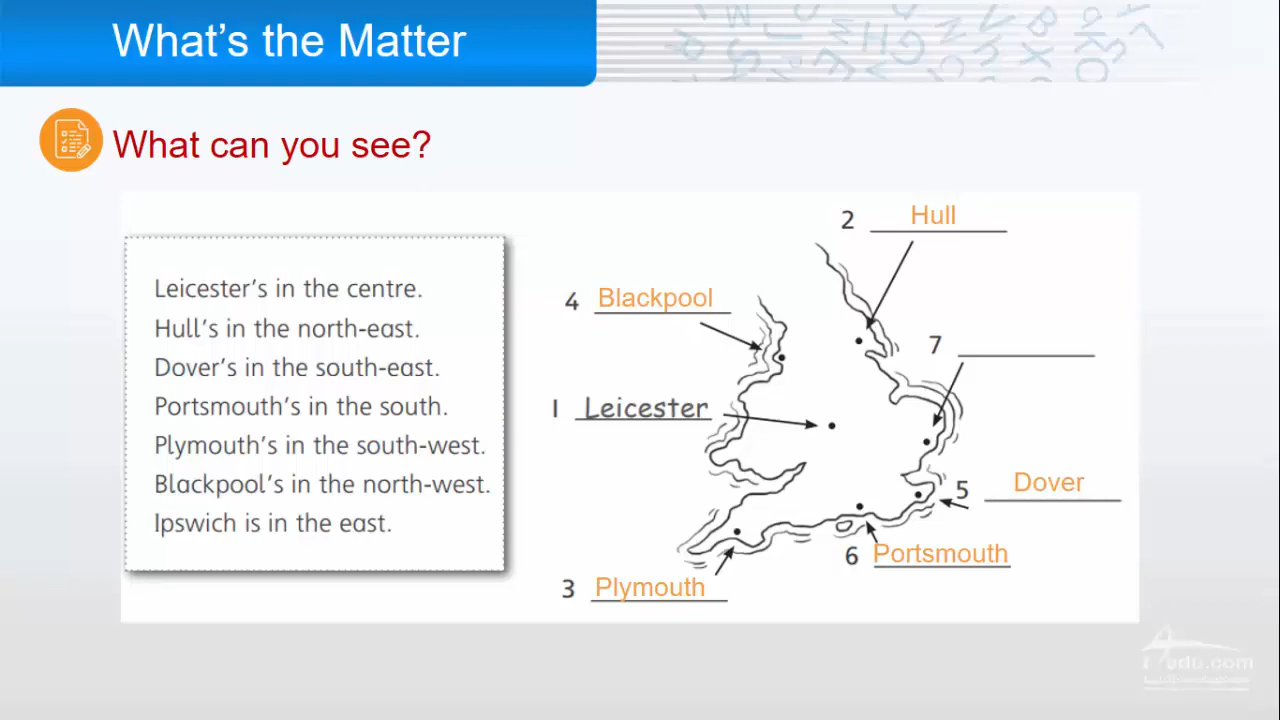 What's the Matter
What can you see?
Leicester's in the centre.
Hull's in the north-east.
Dover's in the south-east.
Portsmouth's in the south.
Plymouth's in the south-west.
Blackpool's in the north-west.
Ipswich is in the east.
2 Hull
4 Blackpool
7
1 Leicester
5 Dover
6 Portsmouth
3 Plymouth
edu.com